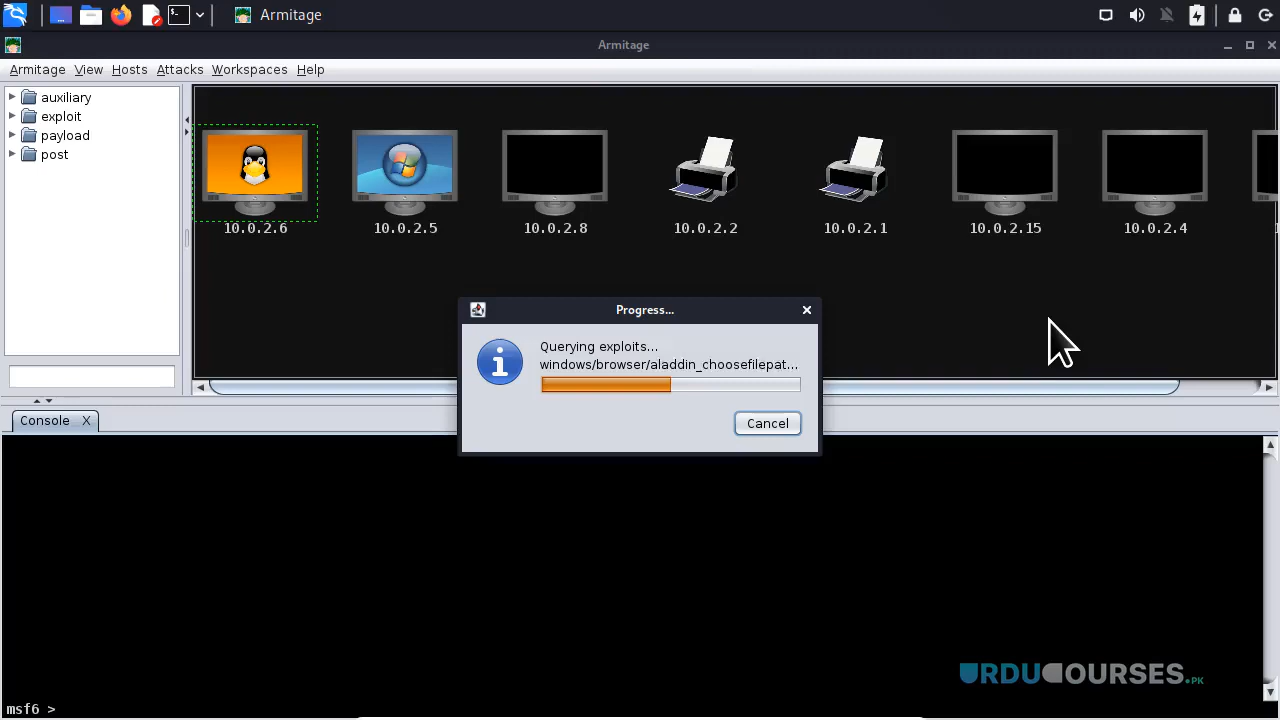 Armitage
Armitage
Armitage View Hosts Attacks Workspaces Help
auxiliary
exploit
payload
post
10.0.2.6 10.0.2.5 10.0.2.8 10.0.2.2 10.0.2.1 10.0.2.15 10.0.2.4
Progress...
Querying exploits...
windows/browser/aladdin_choosefilepat...
Cancel
Console X
URDUCOURSES.PK
msf6 >